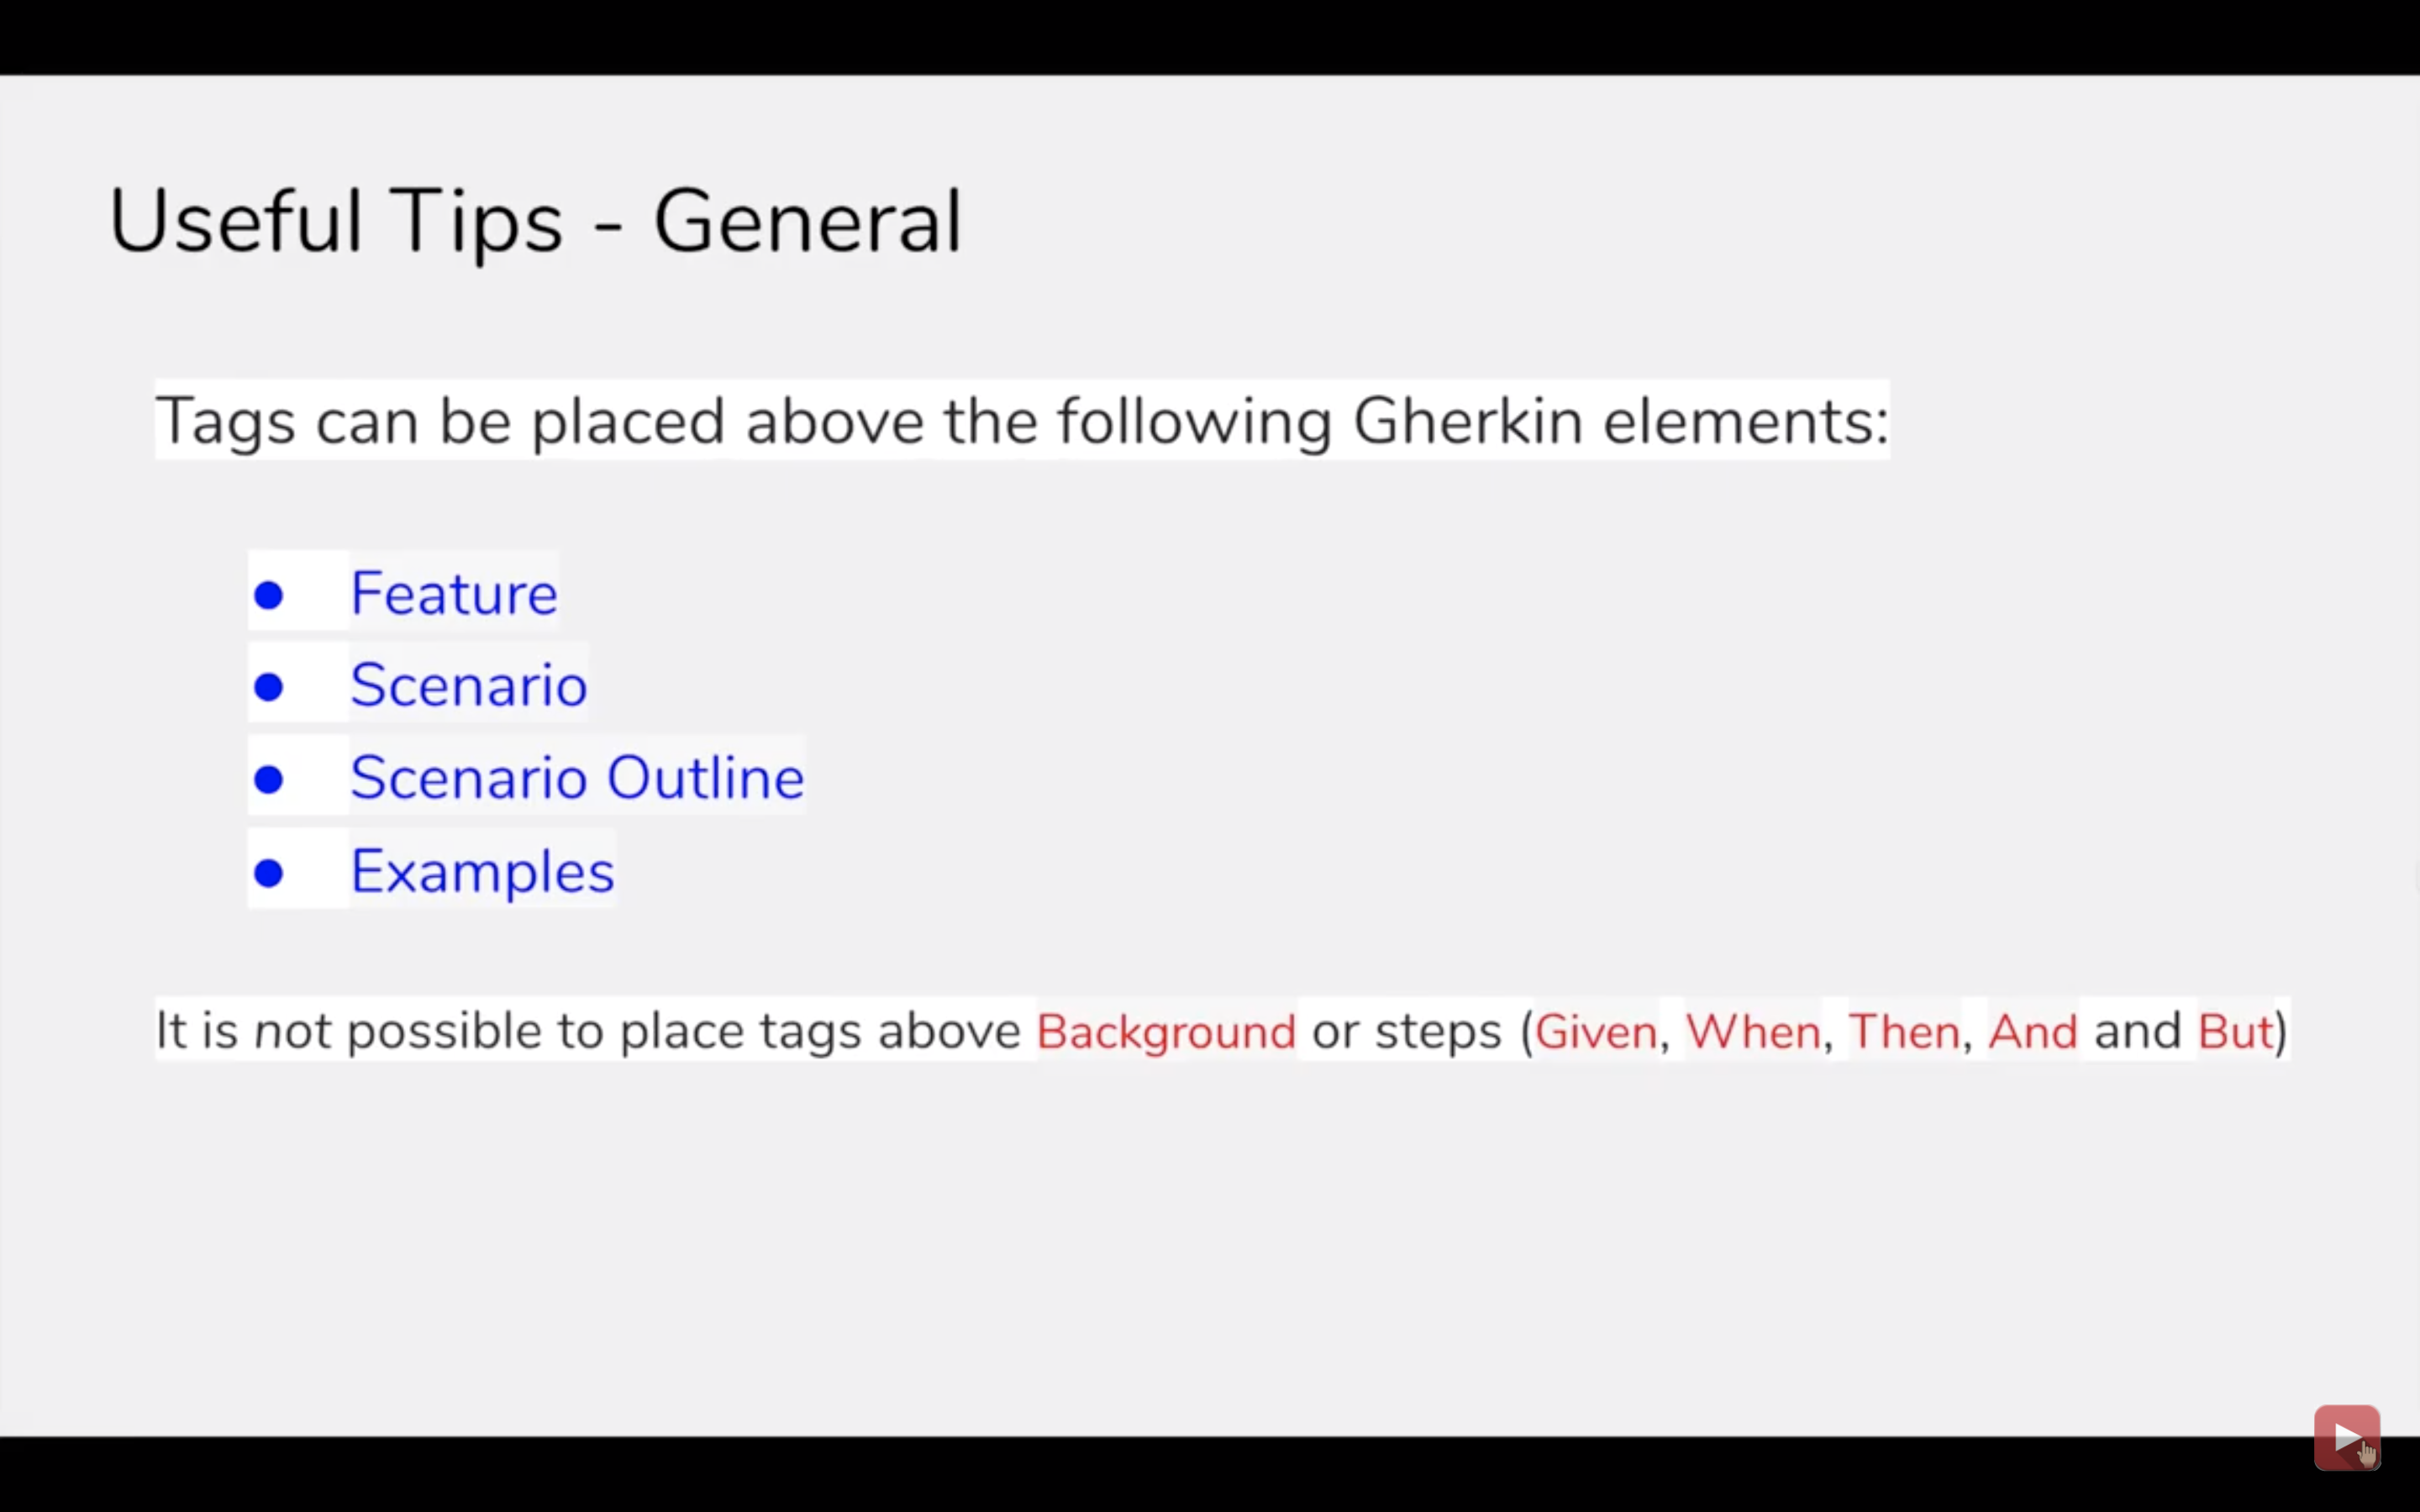 Useful Tips - General
Tags can be placed above the following Gherkin elements:
● Feature
● Scenario
● Scenario Outline
● Examples
It is not possible to place tags above Background or steps (Given, When, Then, And and But)